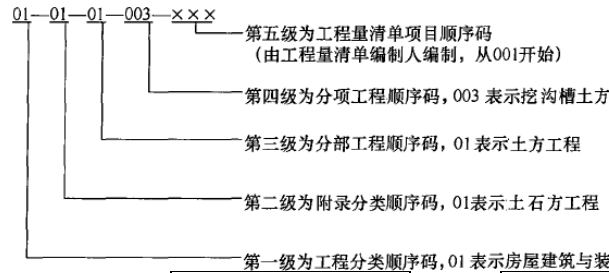 01—01—01—003—×××
第五级为工程量清单项目顺序码
（由工程量清单编制人编制，从001开始）
第四级为分项工程顺序码，003 表示挖沟槽土方
第三级为分部工程顺序码，01表示土方工程
第二级为附录分类顺序码，01表示土石方工程
第一级为工程分类顺序码，01 表示房屋建筑与装